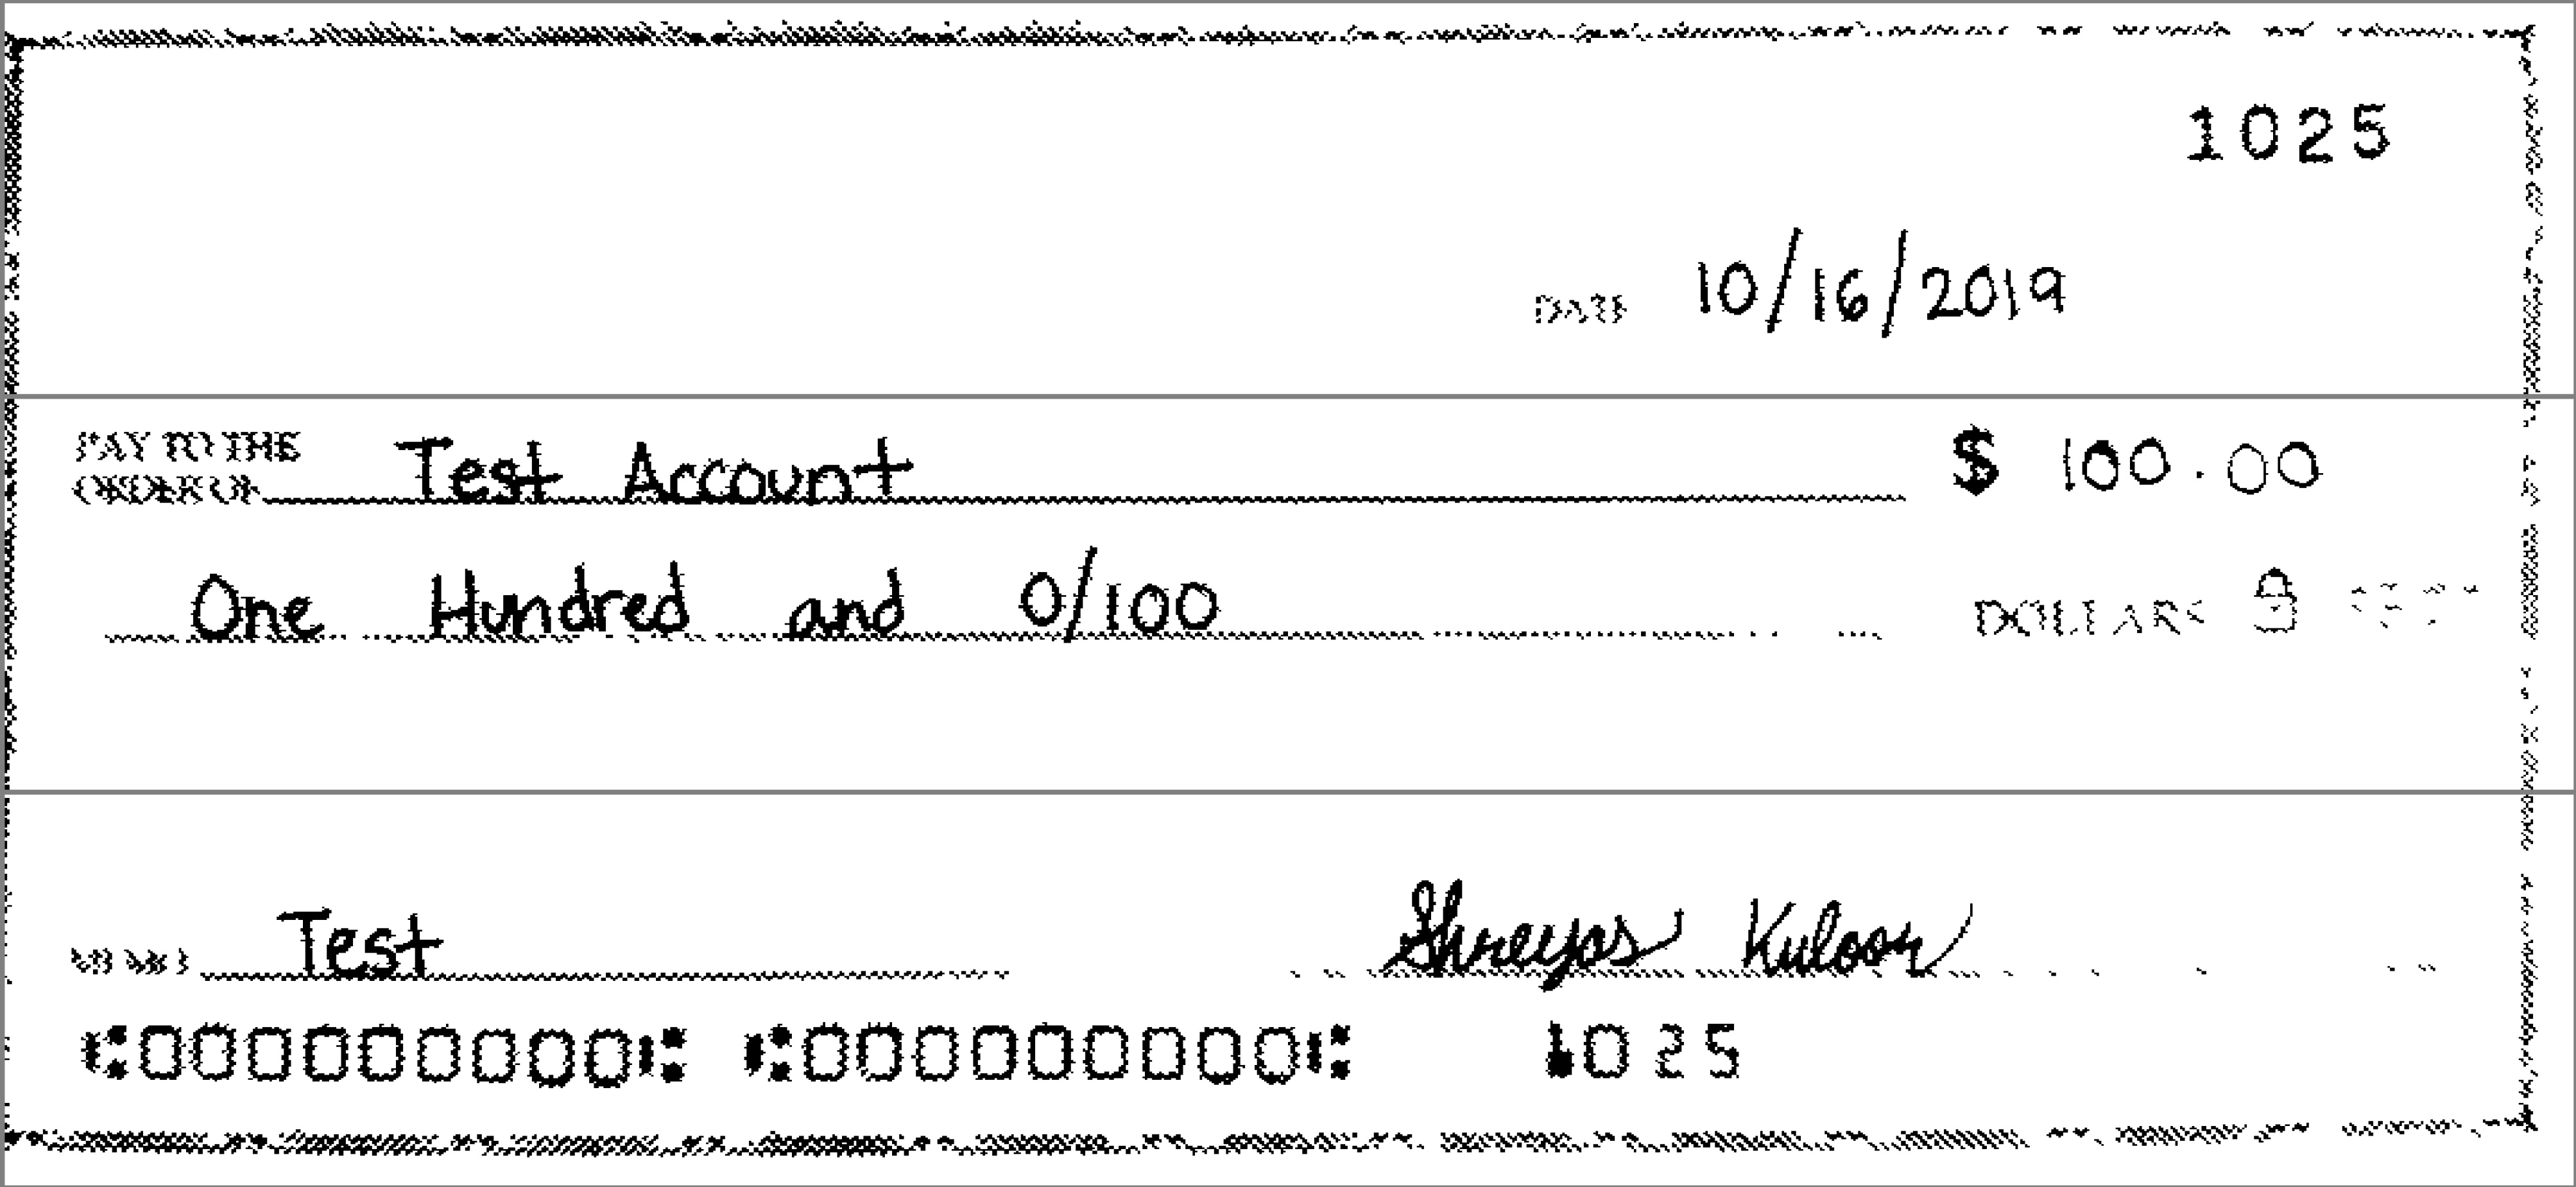 1025
DATE 10/16/2019
PAY TO THE
ORDER OF Test Account $ 100.00
One Hundred and 0/100 DOLLARS
MEMO Test Shreyas Kuloor
⑆000000000⑆ ⑆000000000⑆ 1025